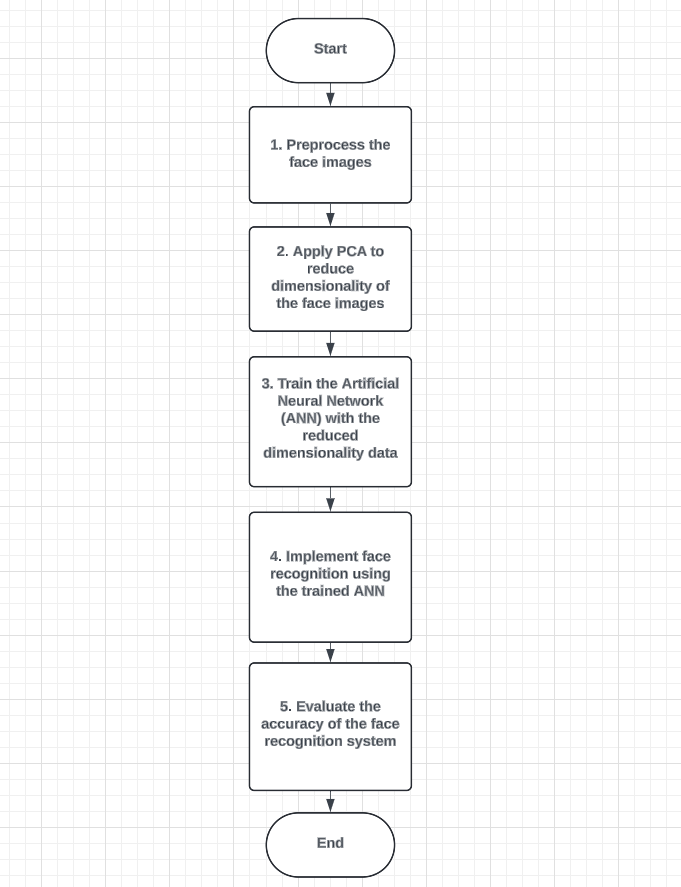 Start
1. Preprocess the
face images
2. Apply PCA to
reduce
dimensionality of
the face images
3. Train the Artificial
Neural Network
(ANN) with the
reduced
dimensionality data
4. Implement face
recognition using
the trained ANN
5. Evaluate the
accuracy of the face
recognition system
End